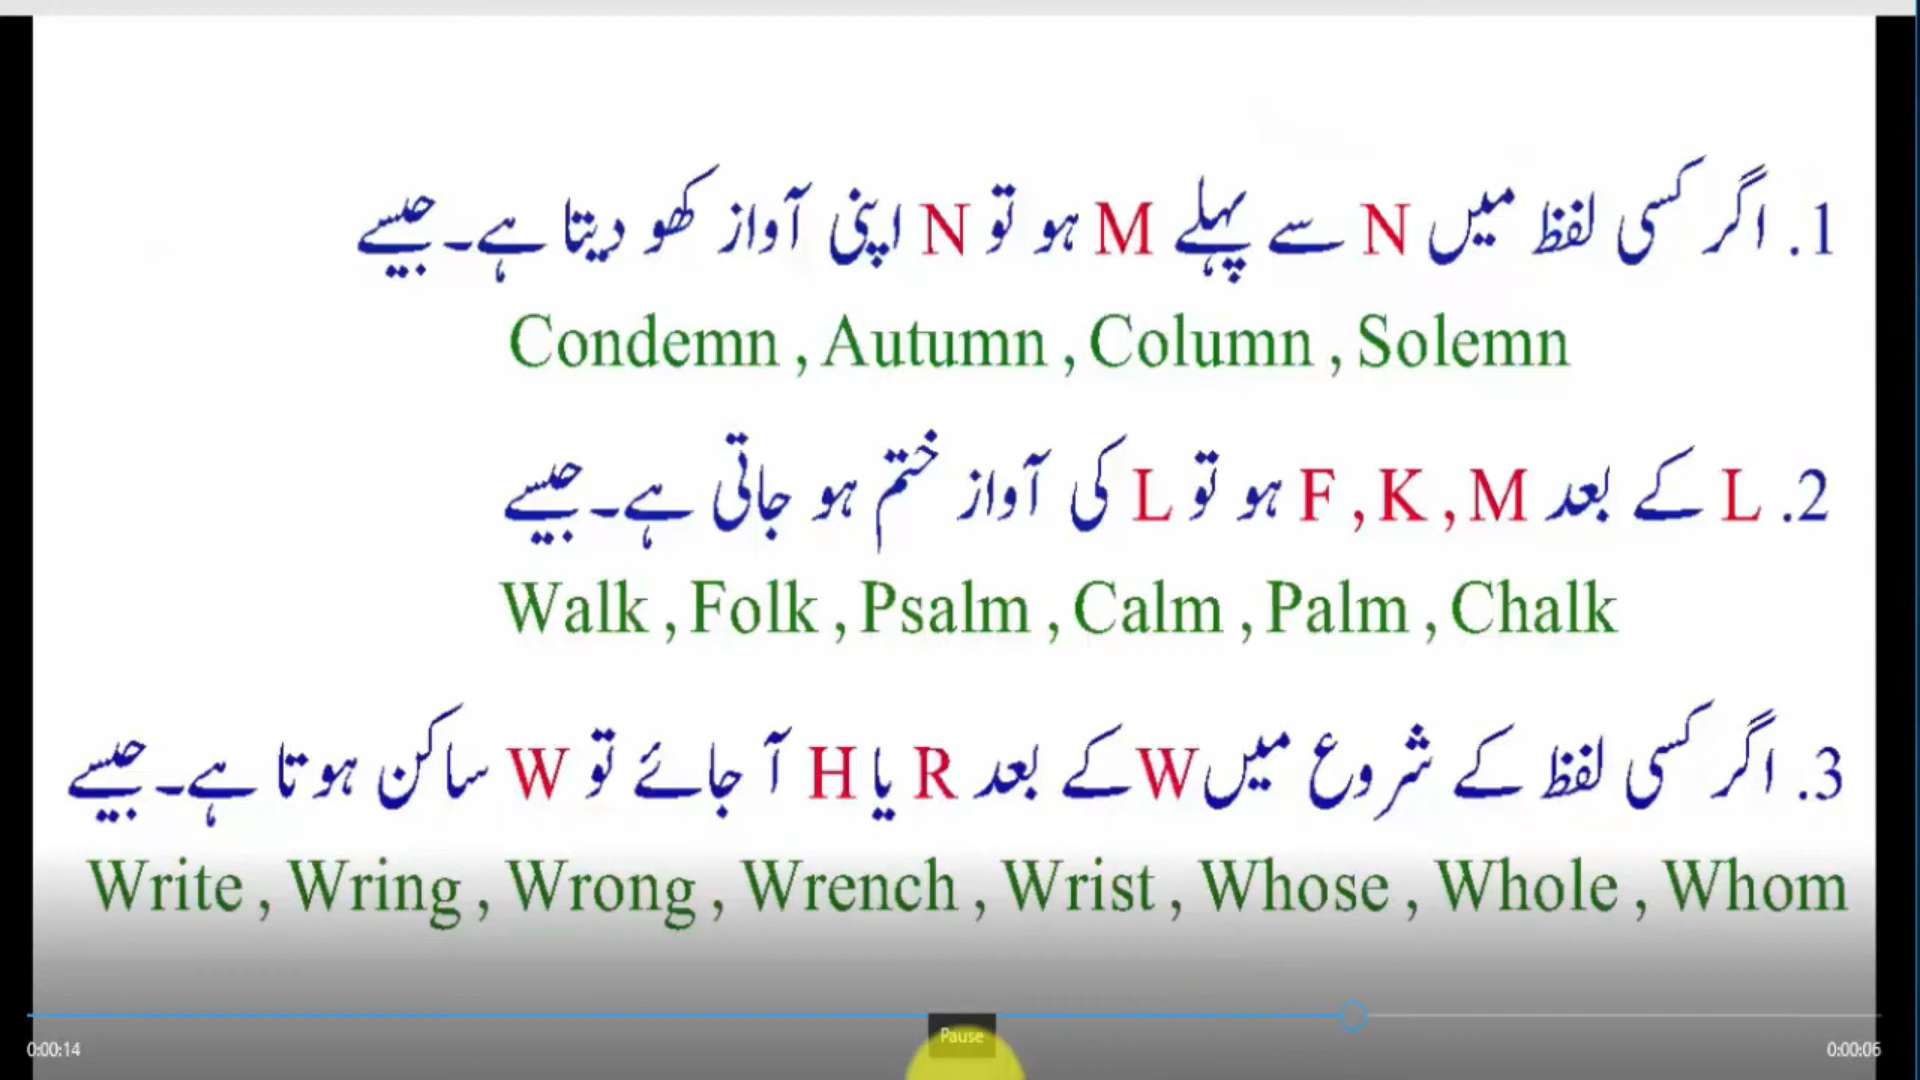 1. اگر کسی لفظ میں N سے پہلے M ہو تو N اپنی آواز کھو دیتا ہے۔ جیسے
Condemn , Autumn , Column , Solemn
2. L کے بعد F , K , M ہو تو L کی آواز ختم ہو جاتی ہے۔ جیسے
Walk , Folk , Psalm , Calm , Palm , Chalk
3. اگر کسی لفظ کے شروع میں W کے بعد R یا H آ جائے تو W ساکن ہوتا ہے۔ جیسے
Write , Wring , Wrong , Wrench , Wrist , Whose , Whole , Whom
Pause
0:00:14 0:00:06